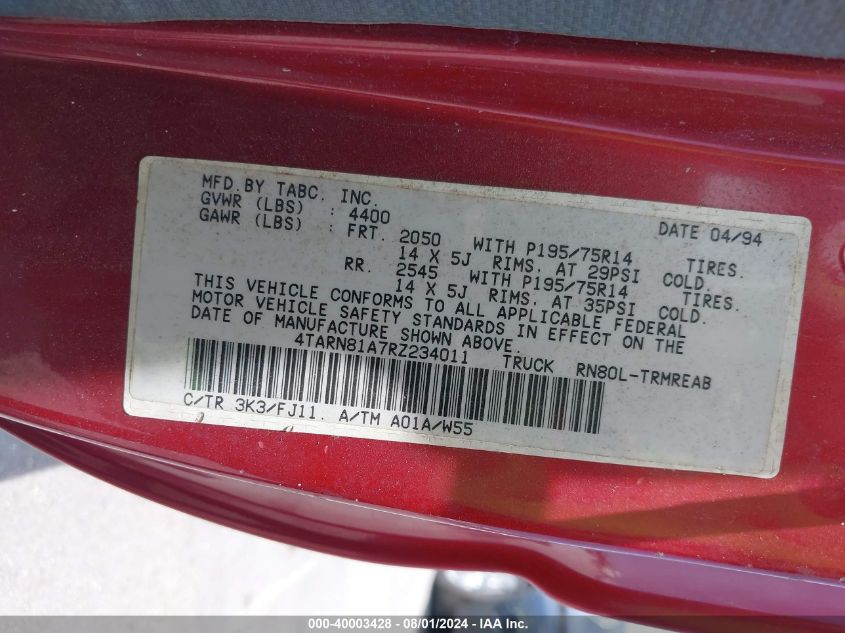 MFD.BY TABC, INC. DATE 04/94
GVWR (LBS) : 4400
GAWR (LBS) : FRT. 2050 WITH P195/75R14 TIRES.
14 X 5J RIMS, AT 29PSI COLD.
RR. 2545 WITH P195/75R14 TIRES.
14 X 5J RIMS, AT 35PSI COLD.
THIS VEHICLE CONFORMS TO ALL APPLICABLE FEDERAL
MOTOR VEHICLE SAFETY STANDARDS IN EFFECT ON THE
DATE OF MANUFACTURE SHOWN ABOVE.
4TARN81A7RZ234011 TRUCK RN80L-TRMREAB
C/TR 3K3/FJ11. A/TM A01A/W55
000-40003428 - 08/01/2024 - Copyright © 2024 IAA, Inc.